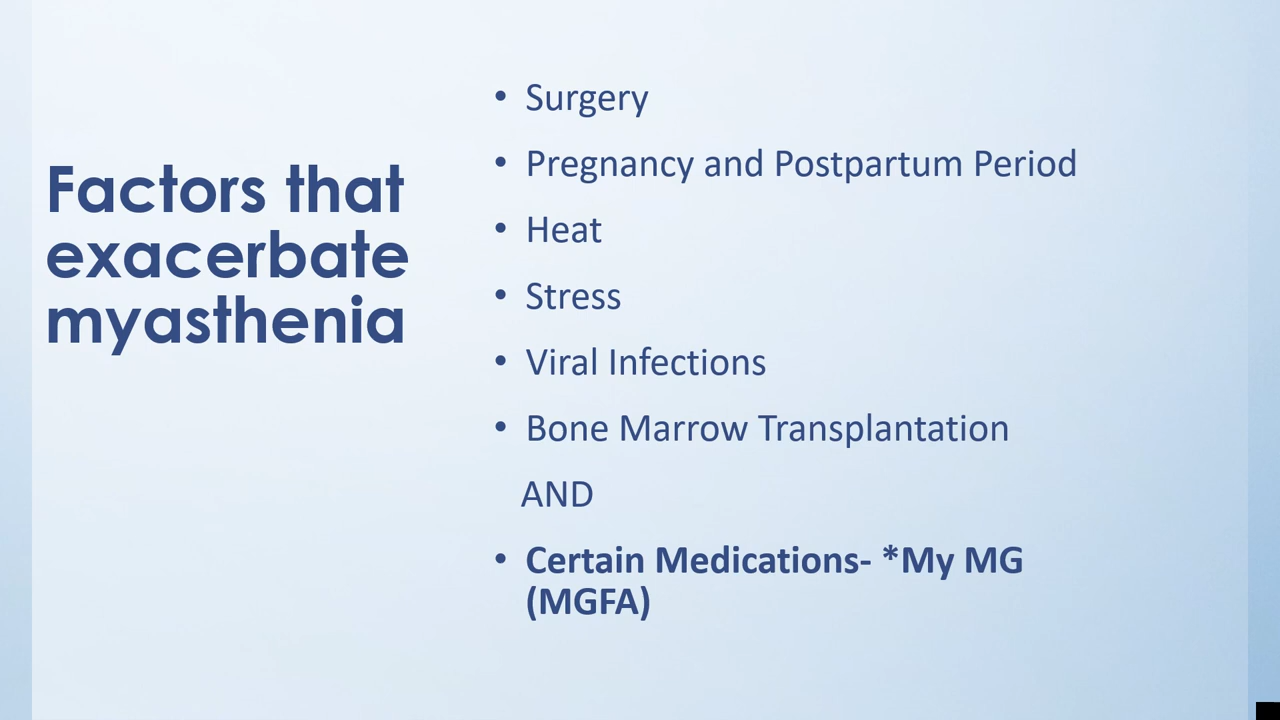 Factors that
exacerbate
myasthenia
• Surgery
• Pregnancy and Postpartum Period
• Heat
• Stress
• Viral Infections
• Bone Marrow Transplantation
AND
• Certain Medications- *My MG
(MGFA)